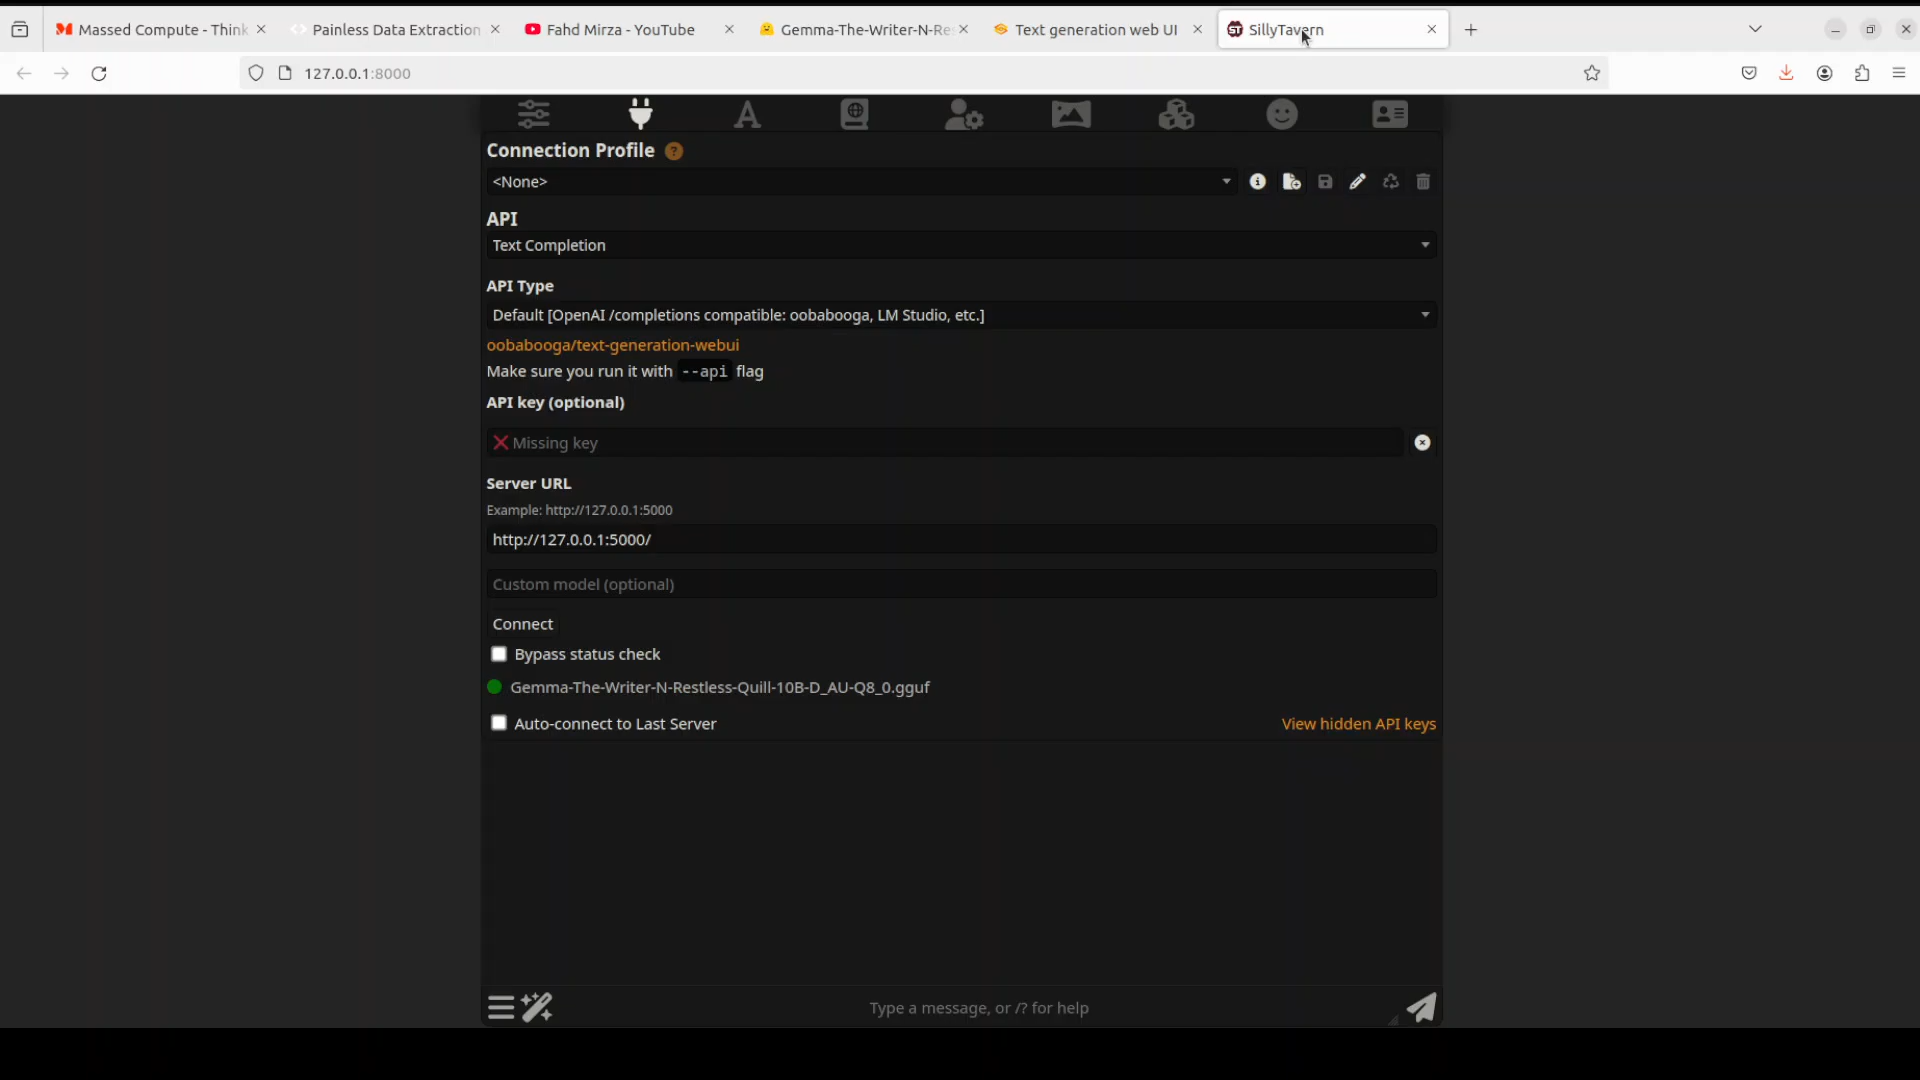 Massed Compute - Think
Painless Data Extraction
Fahd Mirza - YouTube
Gemma-The-Writer-N-Res
Text generation web UI
SillyTavern
127.0.0.1:8000
Connection Profile ?
<None>
API
Text Completion
API Type
Default [OpenAI /completions compatible: oobabooga, LM Studio, etc.]
oobabooga/text-generation-webui
Make sure you run it with --api flag
API key (optional)
❌ Missing key
Server URL
Example: http://127.0.0.1:5000
http://127.0.0.1:5000/
Custom model (optional)
Connect
Bypass status check
Gemma-The-Writer-N-Restless-Quill-10B-D_AU-Q8_0.gguf
Auto-connect to Last Server
View hidden API keys
Type a message, or /? for help